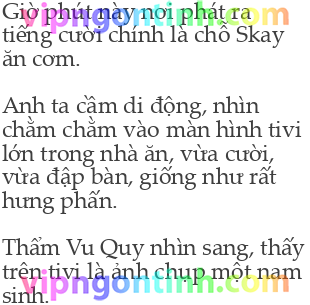 vipngontinh.com
Giờ phút này nơi phát ra
tiếng cười chính là chỗ Skay
ăn cơm.
Anh ta cầm di động, nhìn
chằm chằm vào màn hình tivi
lớn trong nhà ăn, vừa cười,
vừa đập bàn, giống như rất
hưng phấn.
Thẩm Vu Quy nhìn sang, thấy
trên tivi là ảnh chụp một nam
sinh.
vipngontinh.com